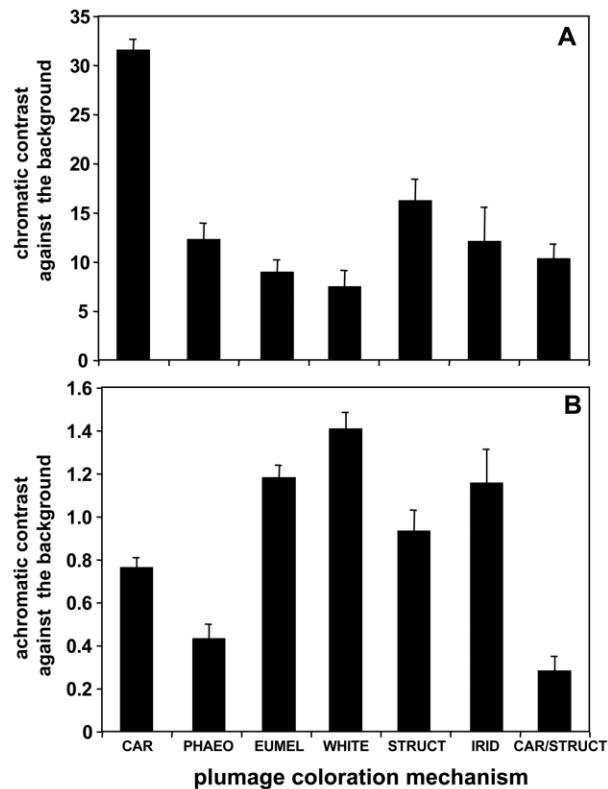 A
chromatic contrast
against the background
35
30
25
20
15
10
5
0
B
achromatic contrast
against the background
1.6
1.4
1.2
1.0
0.8
0.6
0.4
0.2
0
CAR PHAEO EUMEL WHITE STRUCT IRID CAR/STRUCT
plumage coloration mechanism